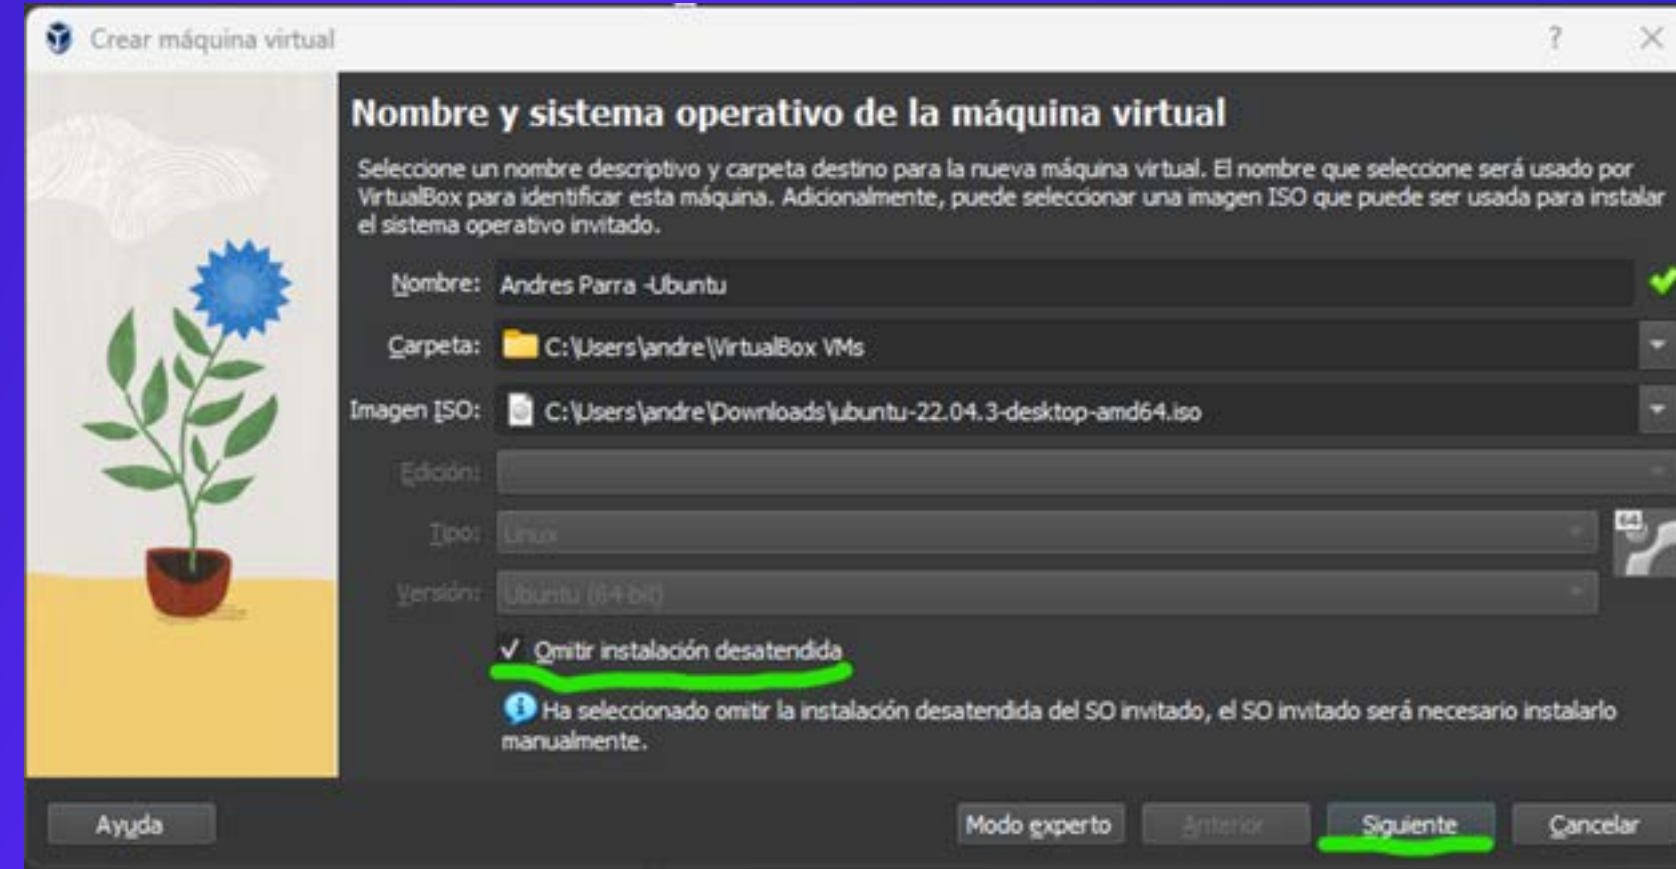 Crear máquina virtual
?
Nombre y sistema operativo de la máquina virtual
Seleccione un nombre descriptivo y carpeta destino para la nueva máquina virtual. El nombre que seleccione será usado por
VirtualBox para identificar esta máquina. Adicionalmente, puede seleccionar una imagen ISO que puede ser usada para instalar
el sistema operativo invitado.
Nombre: Andres Parra -Ubuntu
Carpeta: C:\Users\andre\VirtualBox VMs
Imagen ISO: C:\Users\andre\Downloads\ubuntu-22.04.3-desktop-amd64.iso
Edición:
Tipo: Linux
64
Versión: Ubuntu (64-bit)
Omitir instalación desatendida
Ha seleccionado omitir la instalación desatendida del SO invitado, el SO invitado será necesario instalarlo
manualmente.
Ayuda Modo experto Anterior Siguiente Cancelar